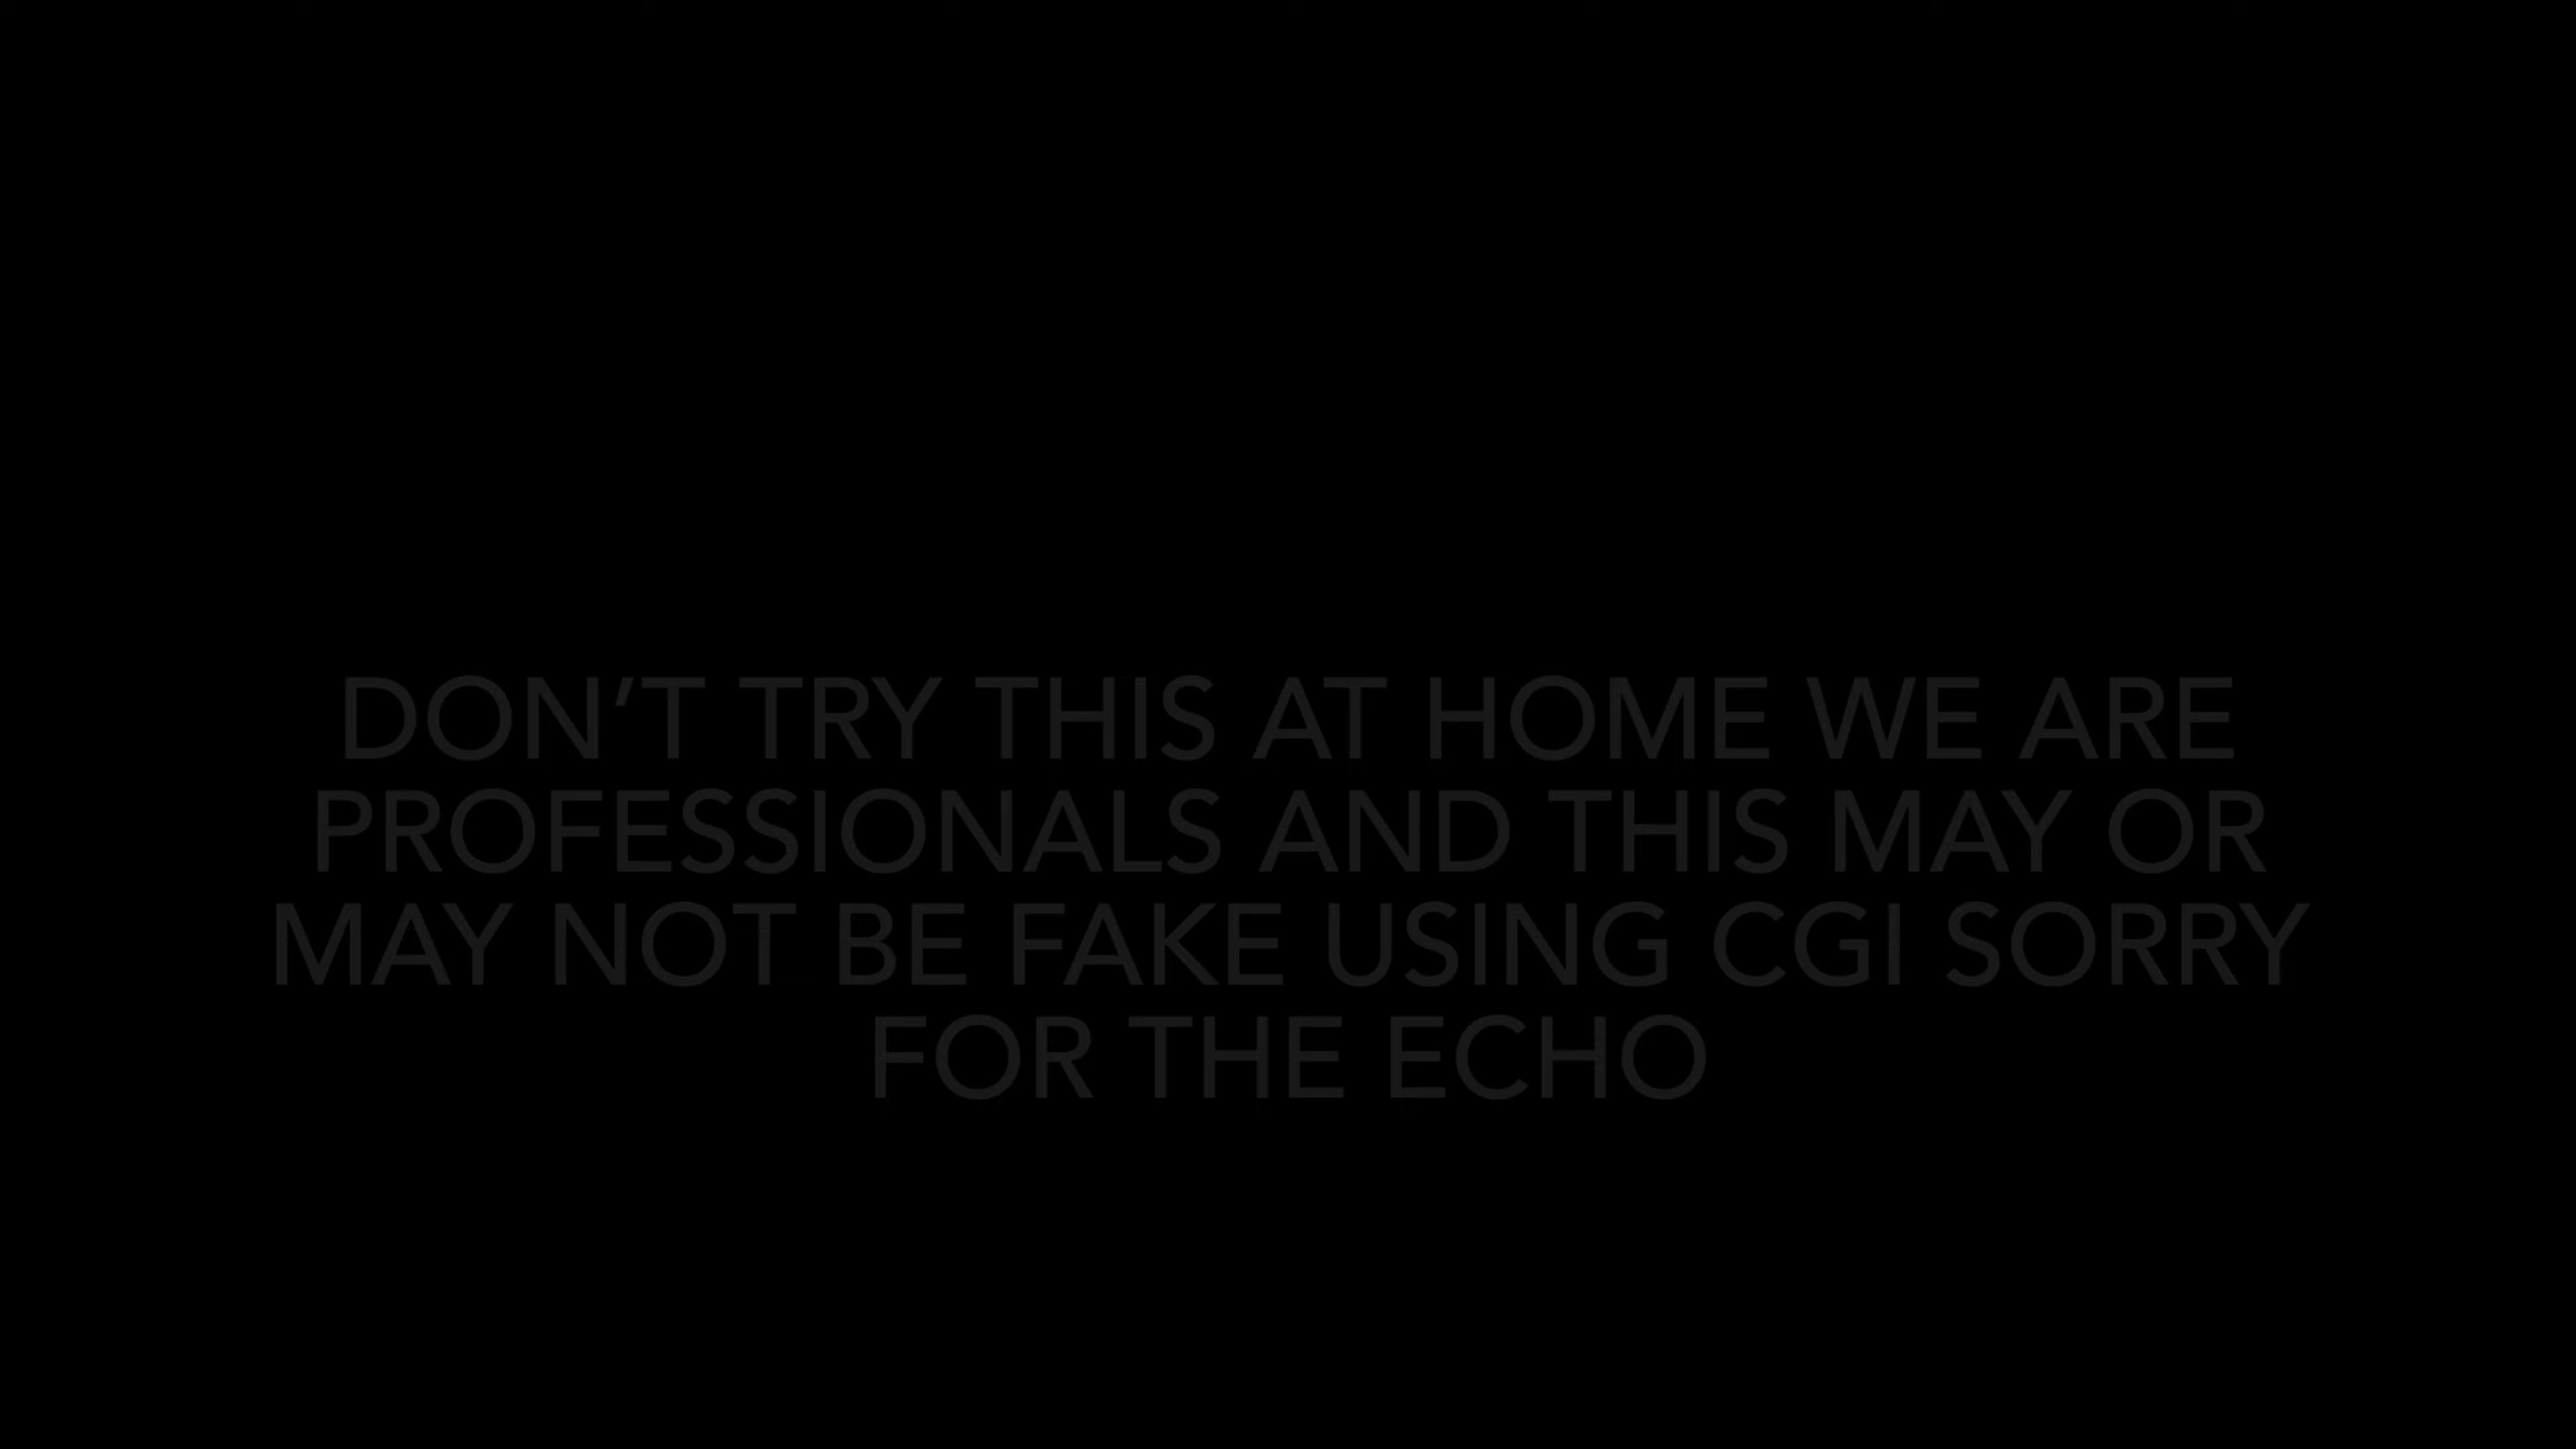 DON’T TRY THIS AT HOME WE ARE
PROFESSIONALS AND THIS MAY OR
MAY NOT BE FAKE USING CGI SORRY
FOR THE ECHO